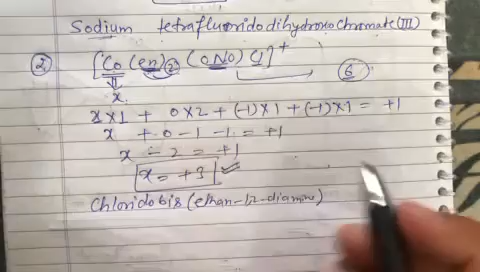 Sodium tetrafluoridodihydroxochromate(III)
② [Co(en)₂(ONO)Cl]⁺
x. ⑥
x×1 + 0×2 + (-1)×1 + (-1)×1 = +1
x + 0 - 1 - 1 = +1
x - 2 = +1
x = +3
Chloridobis(ethan-1,2-diamine)